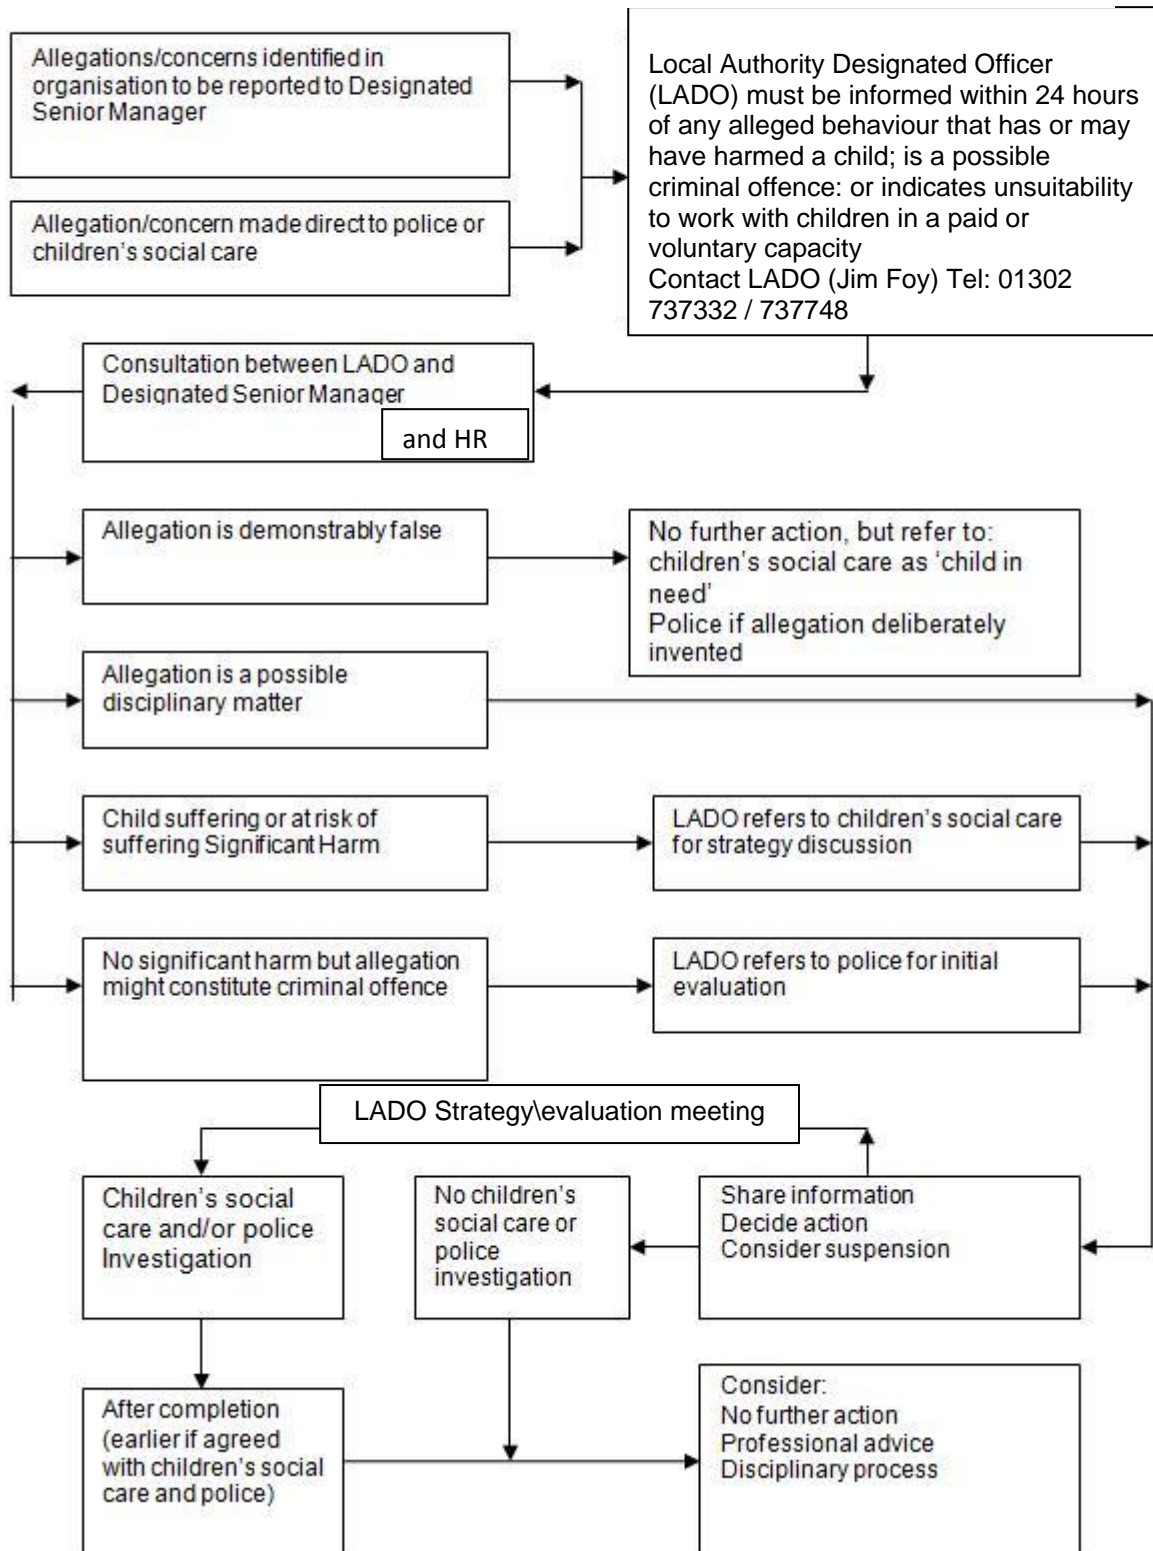 Allegations/concerns identified in
organisation to be reported to Designated
Senior Manager
Local Authority Designated Officer
(LADO) must be informed within 24 hours
of any alleged behaviour that has or may
have harmed a child; is a possible
criminal offence: or indicates unsuitability
to work with children in a paid or
voluntary capacity
Contact LADO (Jim Foy) Tel: 01302
737332 / 737748
Allegation/concern made direct to police or
children's social care
Consultation between LADO and
Designated Senior Manager
and HR
Allegation is demonstrably false
No further action, but refer to:
children's social care as ‘child in
need’
Police if allegation deliberately
invented
Allegation is a possible
disciplinary matter
Child suffering or at risk of
suffering Significant Harm
LADO refers to children's social care
for strategy discussion
No significant harm but allegation
might constitute criminal offence
LADO refers to police for initial
evaluation
LADO Strategy\evaluation meeting
Children's social
care and/or police
Investigation
No children's
social care or
police
investigation
Share information
Decide action
Consider suspension
After completion
(earlier if agreed
with children's social
care and police)
Consider:
No further action
Professional advice
Disciplinary process